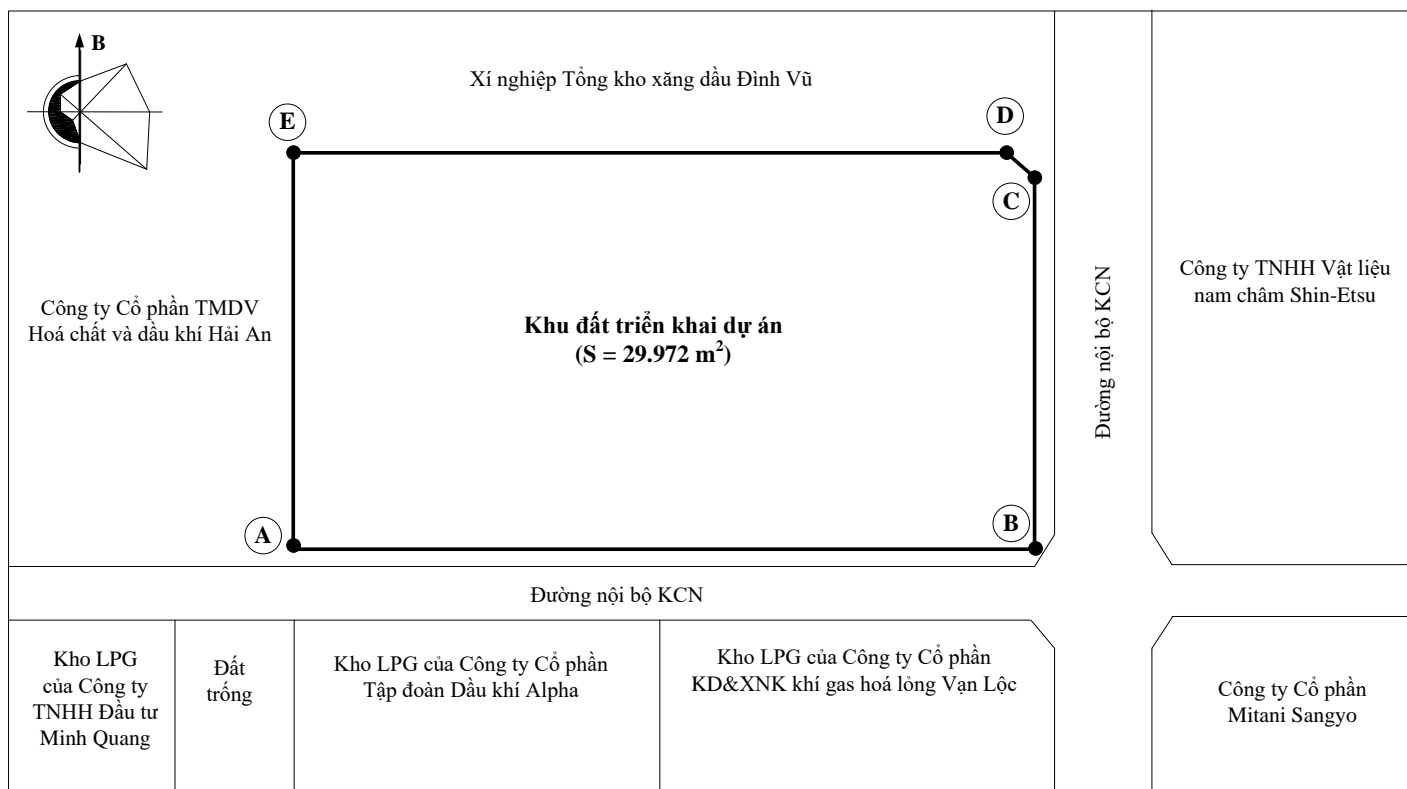 B
Xí nghiệp Tổng kho xăng dầu Đình Vũ
E
D
C
Công ty Cổ phần TMDV
Hoá chất và dầu khí Hải An
Khu đất triển khai dự án
(S = 29.972 m²)
Đường nội bộ KCN
Công ty TNHH Vật liệu
nam châm Shin-Etsu
A
B
Đường nội bộ KCN
Kho LPG
của Công ty
TNHH Đầu tư
Minh Quang
Đất
trống
Kho LPG của Công ty Cổ phần
Tập đoàn Dầu khí Alpha
Kho LPG của Công ty Cổ phần
KD&XNK khí gas hoá lỏng Vạn Lộc
Công ty Cổ phần
Mitani Sangyo